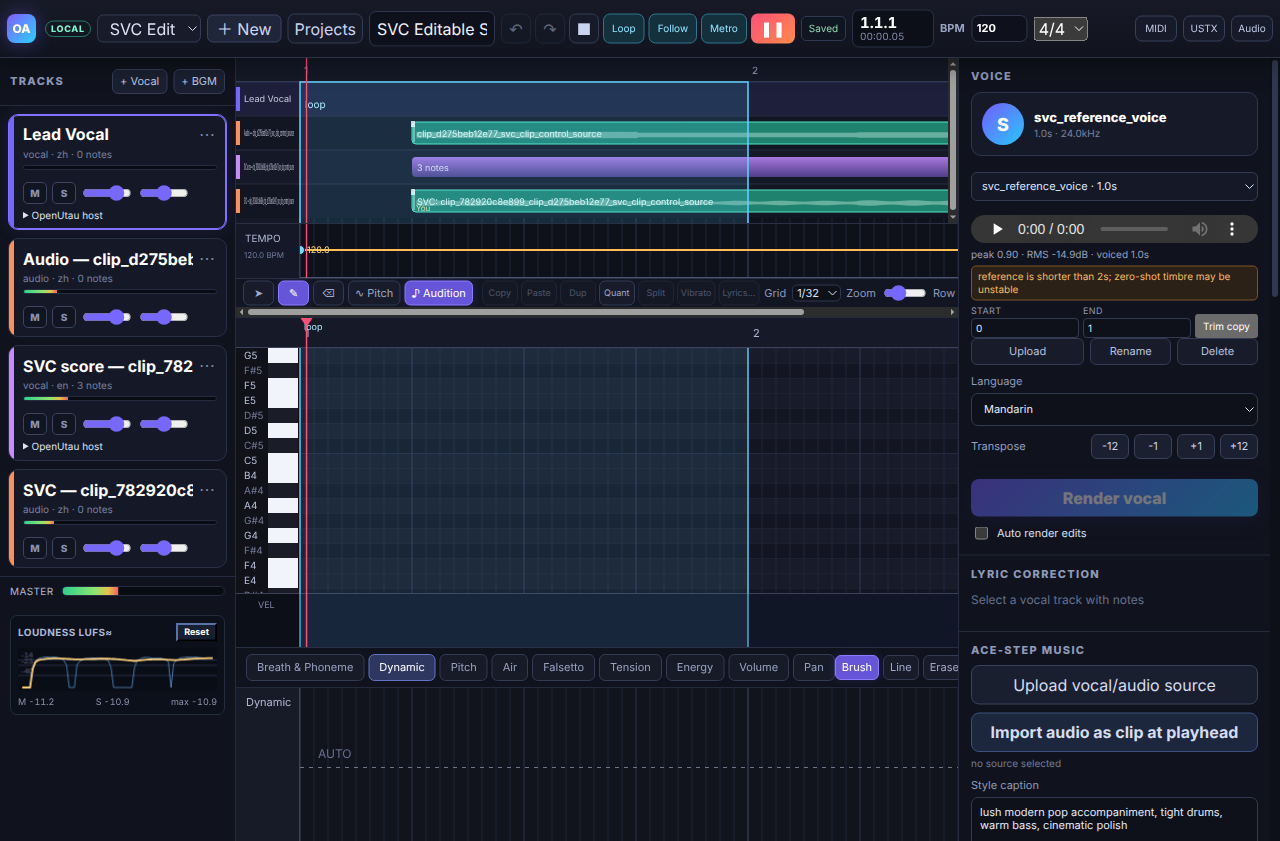 OA
LOCAL
SVC Edit
+ New
Projects
SVC Editable S
Loop
Follow
Metro
Saved
1.1.1
00:00.05
BPM
120
4/4
MIDI
USTX
Audio
TRACKS
+ Vocal
+ BGM
Lead Vocal
vocal · zh · 0 notes
M
S
OpenUtau host
Audio — clip_d275beb
audio · zh · 0 notes
M
S
SVC score — clip_782
vocal · en · 3 notes
M
S
OpenUtau host
SVC — clip_782920c8
audio · zh · 0 notes
M
S
MASTER
LOUDNESS LUFS≈
Reset
M -11.2
S -10.9
max -10.9
2
Lead Vocal
loop
clip_d275beb12e77_svc_clip_control_source
3 notes
SVC: clip_782920c8e899_clip_d275beb12e77_svc_clip_control_source
You
TEMPO
120.0 BPM
120.0
Pitch
Audition
Copy
Paste
Dup
Quant
Split
Vibrato
Lyrics...
Grid
1/32
Zoom
Row
loop
2
G5
F#5
F5
E5
D#5
D5
C#5
C5
B4
A#4
A4
G#4
G4
F#4
F4
E4
VEL
Breath & Phoneme
Dynamic
Pitch
Air
Falsetto
Tension
Energy
Volume
Pan
Brush
Line
Erase
Dynamic
AUTO
VOICE
S
svc_reference_voice
1.0s · 24.0kHz
svc_reference_voice · 1.0s
0:00 / 0:00
peak 0.90 · RMS -14.9dB · voiced 1.0s
reference is shorter than 2s; zero-shot timbre may be
unstable
START
END
0
1
Trim copy
Upload
Rename
Delete
Language
Mandarin
Transpose
-12
-1
+1
+12
Render vocal
Auto render edits
LYRIC CORRECTION
Select a vocal track with notes
ACE-STEP MUSIC
Upload vocal/audio source
Import audio as clip at playhead
no source selected
Style caption
lush modern pop accompaniment, tight drums,
warm bass, cinematic polish